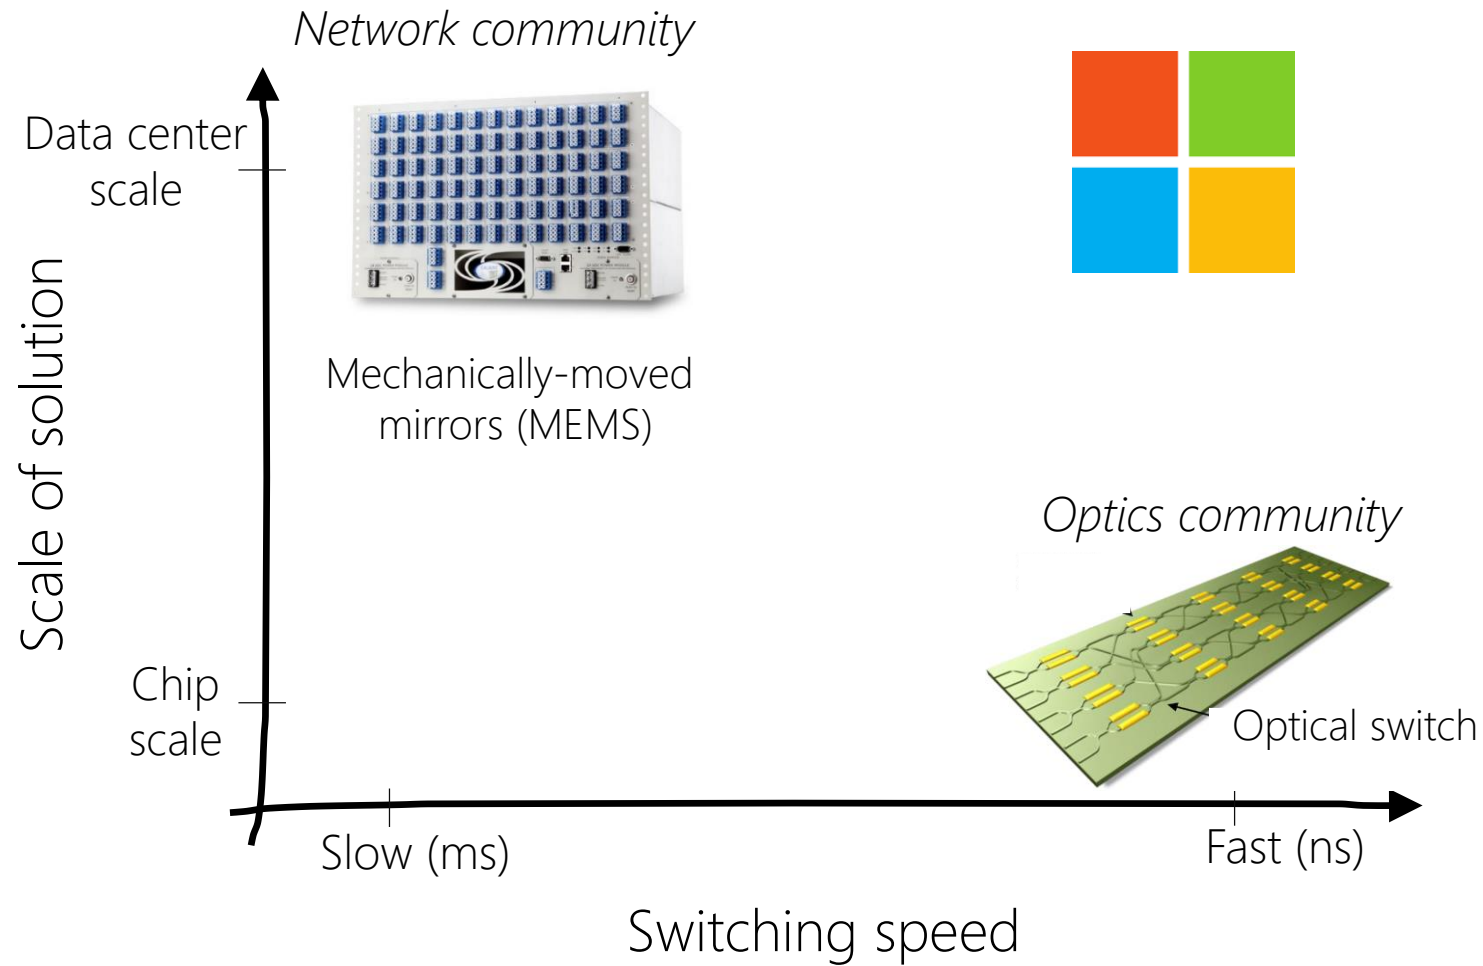 Network community
Data center
scale
Mechanically-moved
mirrors (MEMS)
Scale of solution
Optics community
Chip
scale
Optical switch
Slow (ms)
Fast (ns)
Switching speed